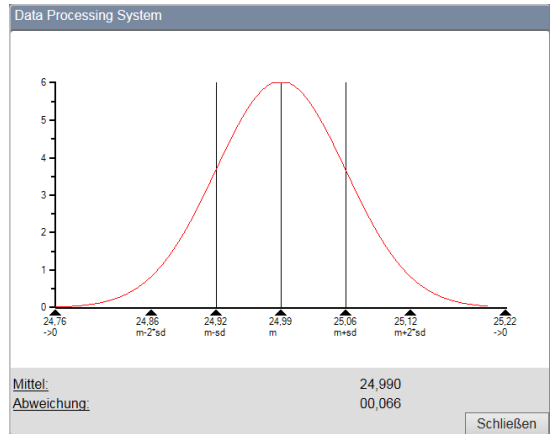 Data Processing System
6
5
4
3
2
1
0
24,76 24,86 24,92 24,99 25,06 25,12 25,22
->0 m-2*sd m-sd m m+sd m+2*sd ->0
Mittel: 24,990
Abweichung: 00,066
Schließen